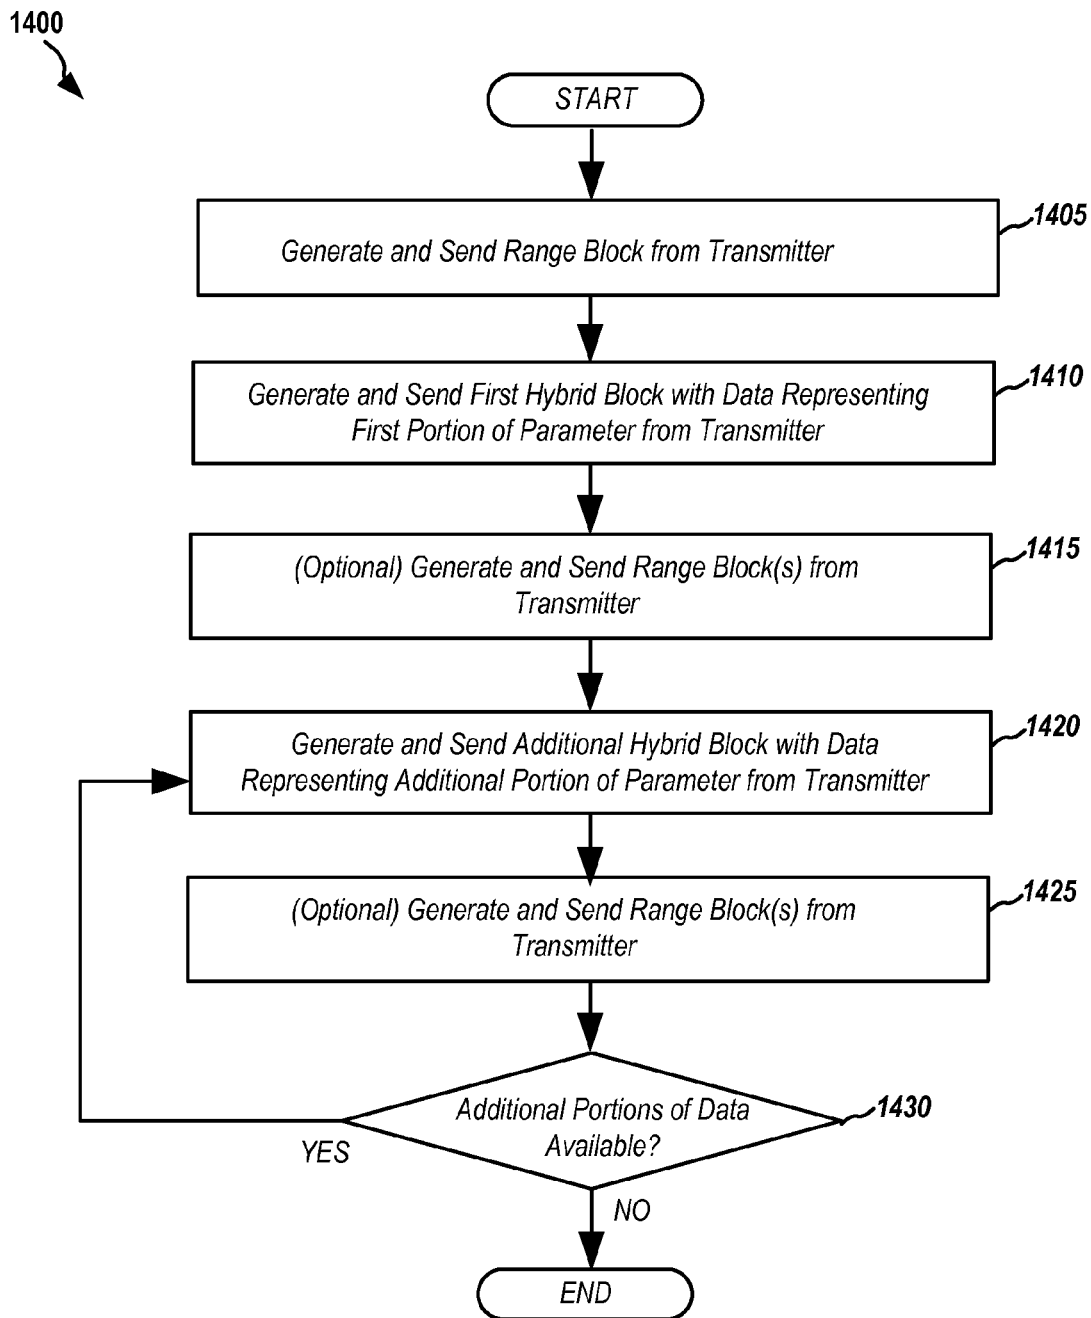 1400
START
Generate and Send Range Block from Transmitter
1405
Generate and Send First Hybrid Block with Data Representing
First Portion of Parameter from Transmitter
1410
(Optional) Generate and Send Range Block(s) from
Transmitter
1415
Generate and Send Additional Hybrid Block with Data
Representing Additional Portion of Parameter from Transmitter
1420
(Optional) Generate and Send Range Block(s) from
Transmitter
1425
Additional Portions of Data
Available?
1430
YES
NO
END